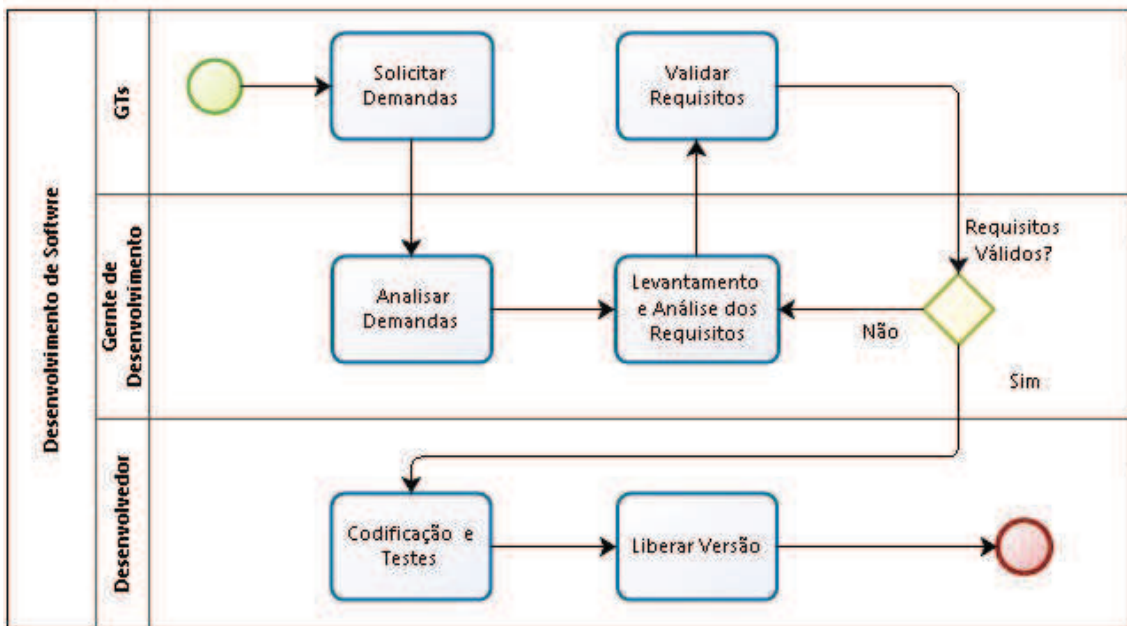 Desenvolvimento de Softwre
GTs
Solicitar
Demandas
Validar
Requisitos
Gernte de
Desenvolvimento
Analisar
Demandas
Levantamento
e Análise dos
Requisitos
Requisitos
Válidos?
Não
Sim
Desenvolvedor
Codificação e
Testes
Liberar Versão